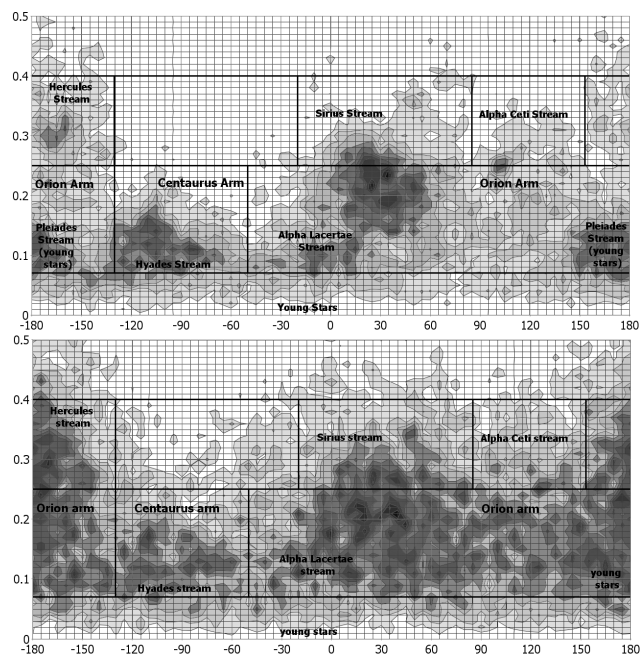 0.5
0.4
Hercules
Stream
Sirius Stream
Alpha Ceti Stream
0.3
Orion Arm
Centaurus Arm
Orion Arm
0.2
Pleiades
Stream
(young
stars)
Alpha Lacertae
Stream
Pleiades
Stream
(young
stars)
0.1
Hyades Stream
Young Stars
0
-180 -150 -120 -90 -60 -30 0 30 60 90 120 150 180
0.5
0.4
Hercules
stream
Sirius stream
Alpha Ceti stream
0.3
Orion arm
Centaurus arm
Orion arm
0.2
Alpha Lacertae
stream
young
stars
0.1
Hyades stream
young stars
0
-180 -150 -120 -90 -60 -30 0 30 60 90 120 150 180